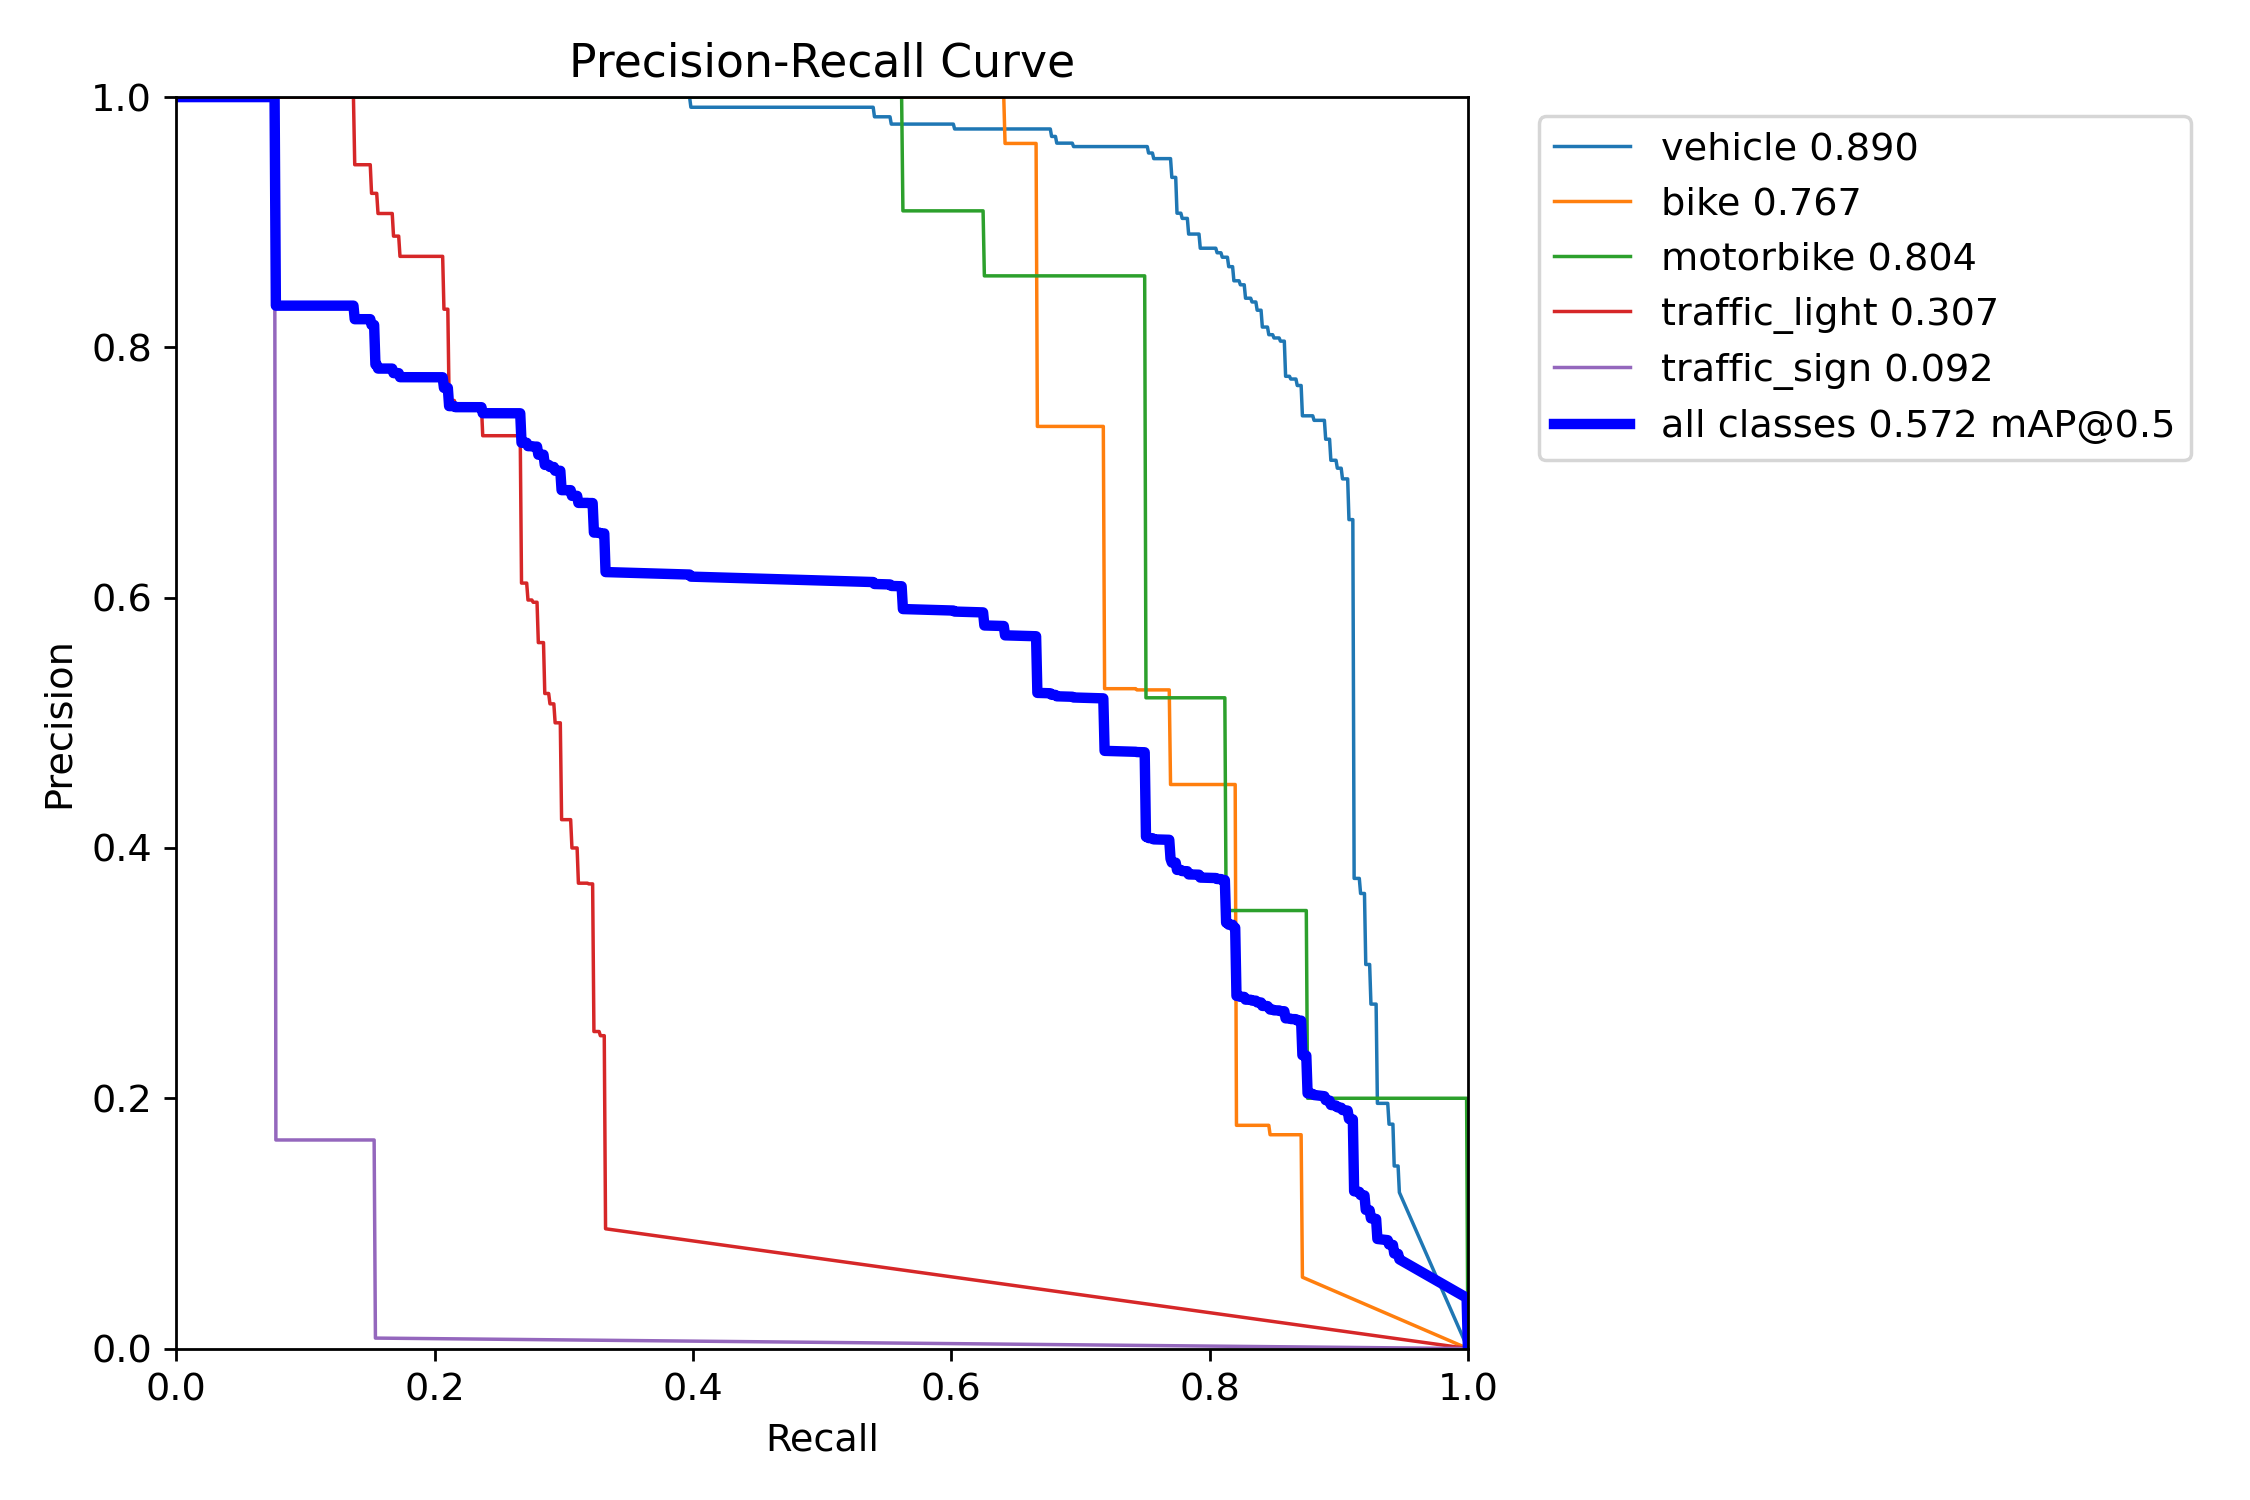 Precision-Recall Curve
1.0
0.8
0.6
0.4
0.2
0.0
Precision
0.0 0.2 0.4 0.6 0.8 1.0
Recall
vehicle 0.890
bike 0.767
motorbike 0.804
traffic_light 0.307
traffic_sign 0.092
all classes 0.572 mAP@0.5